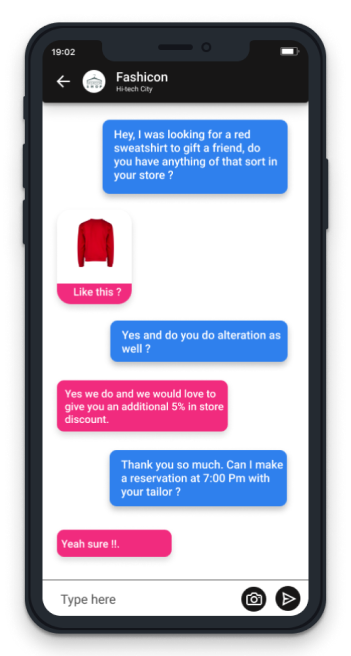 19:02
Fashicon
Hi-tech City
Hey, I was looking for a red
sweatshirt to gift a friend, do
you have anything of that sort in
your store ?
Like this ?
Yes and do you do alteration as
well ?
Yes we do and we would love to
give you an additional 5% in store
discount.
Thank you so much. Can I make
a reservation at 7:00 Pm with
your tailor ?
Yeah sure !!.
Type here